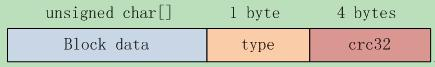 unsigned char[] 1 byte 4 bytes
Block data type crc32